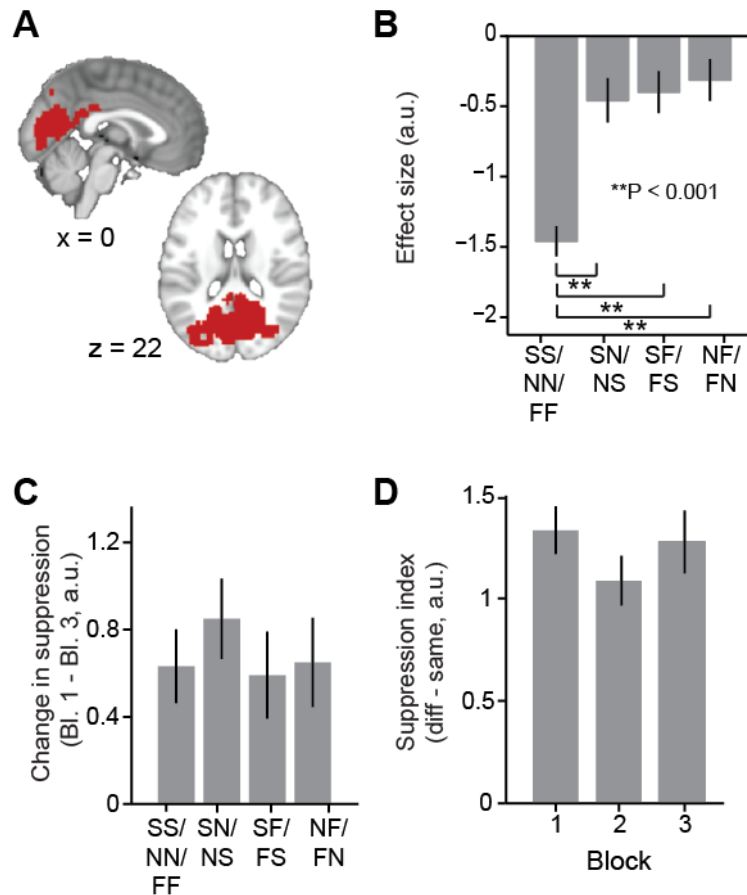 A
x = 0
z = 22
B
Effect size (a.u.)
0
−0.5
−1
−1.5
−2
**P < 0.001
**
**
**
SS/ SN/ SF/ NF/
NN/ NS FS FN
FF
C
Change in suppression
(Bl. 1 - Bl. 3, a.u.)
1.2
0.8
0.4
0
SS/ SN/ SF/ NF/
NN/ NS FS FN
FF
D
Suppression index
(diff - same, a.u.)
1.5
1
0.5
0
1 2 3
Block